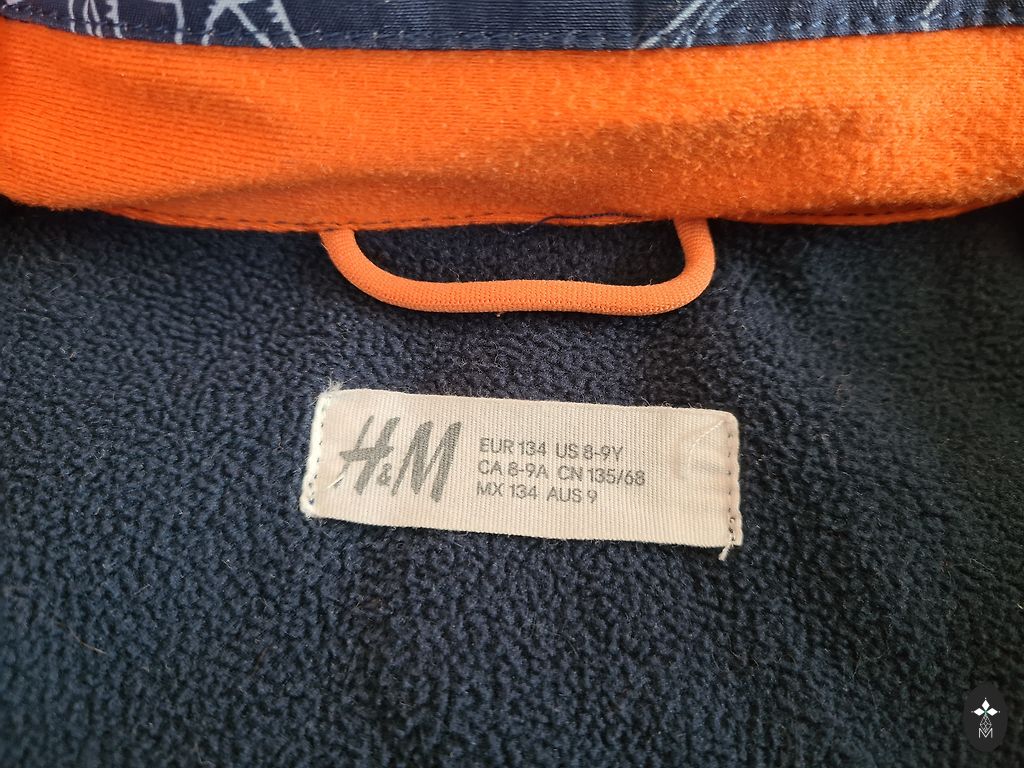 H&M
EUR 134 US 8-9Y
CA 8-9A CN 135/68
MX 134 AUS 9
M